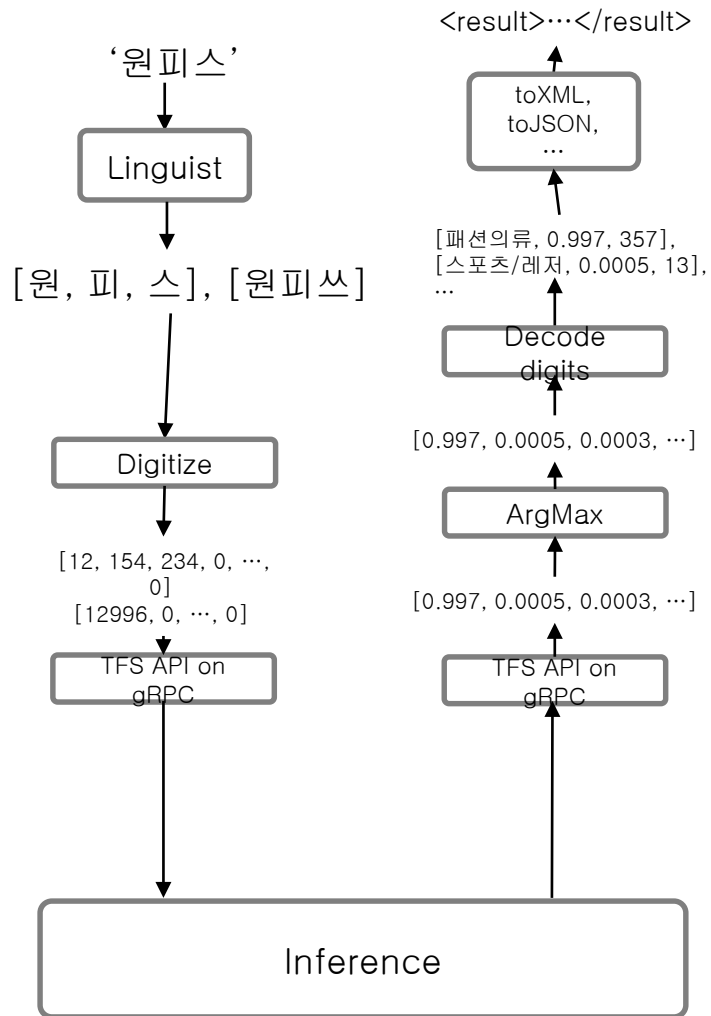 ‘원피스’
Linguist
[원, 피, 스], [원피쓰]
Digitize
[12, 154, 234, 0, …,
0]
[12996, 0, …, 0]
TFS API on
gRPC
Inference
TFS API on
gRPC
[0.997, 0.0005, 0.0003, …]
ArgMax
[0.997, 0.0005, 0.0003, …]
Decode
digits
[패션의류, 0.997, 357],
[스포츠/레저, 0.0005, 13],
…
toXML,
toJSON,
…
<result>…</result>